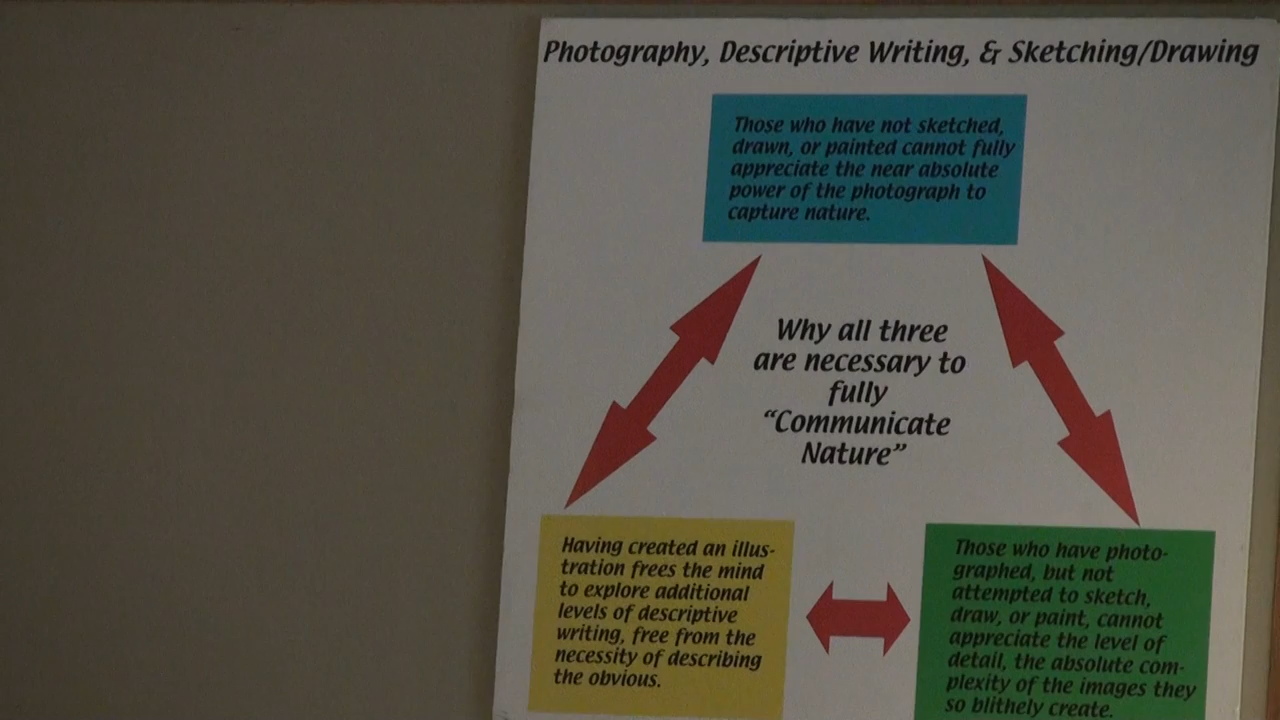 Photography, Descriptive Writing, & Sketching/Drawing
Those who have not sketched,
drawn, or painted cannot fully
appreciate the near absolute
power of the photograph to
capture nature.
Why all three
are necessary to
fully
“Communicate
Nature”
Having created an illus-
tration frees the mind
to explore additional
levels of descriptive
writing, free from the
necessity of describing
the obvious.
Those who have photo-
graphed, but not
attempted to sketch,
draw, or paint, cannot
appreciate the level of
detail, the absolute com-
plexity of the images they
so blithely create.